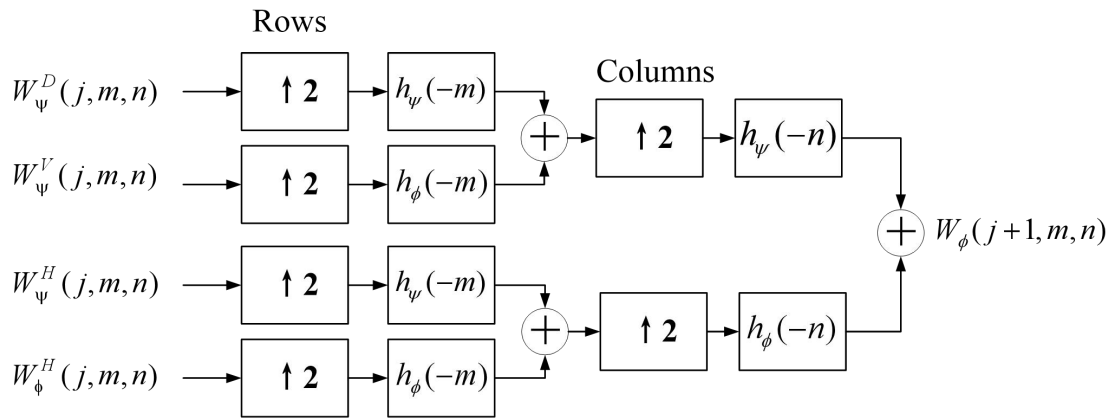 Rows
W_ψ^D(j,m,n) ↑2 h_ψ(−m)
Columns
+ ↑2 h_ψ(−n)
W_ψ^V(j,m,n) ↑2 h_ϕ(−m)
+ W_ϕ(j+1,m,n)
W_ψ^H(j,m,n) ↑2 h_ψ(−m)
+ ↑2 h_ϕ(−n)
W_ϕ^H(j,m,n) ↑2 h_ϕ(−m)